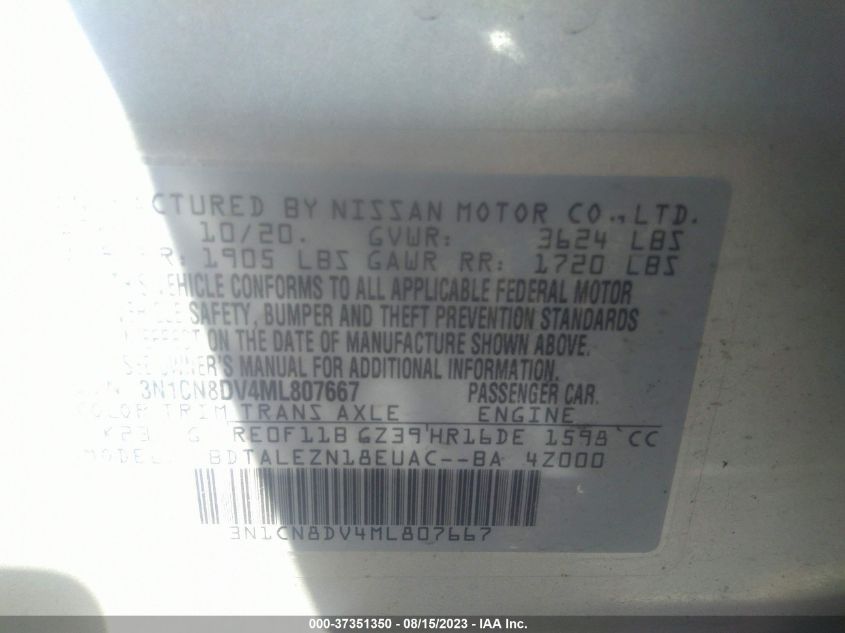 CTURED BY NISSAN MOTOR CO., LTD.
10/20. GVWR: 3624 LBS
R: 1905 LBS GAWR RR: 1720 LBS
VEHICLE CONFORMS TO ALL APPLICABLE FEDERAL MOTOR
SAFETY, BUMPER AND THEFT PREVENTION STANDARDS
IN EFFECT ON THE DATE OF MANUFACTURE SHOWN ABOVE.
SEE OWNER'S MANUAL FOR ADDITIONAL INFORMATION.
3N1CN8DV4ML807667 PASSENGER CAR.
COLOR TRIM TRANS AXLE ENGINE
K23 G RE0F11B GZ39 HR16DE 1598 CC
MODEL BDTALEZN18EUAC--BA 4Z000
3N1CN8DV4ML807667
000-37351350 - 08/15/2023 - IAA Inc.